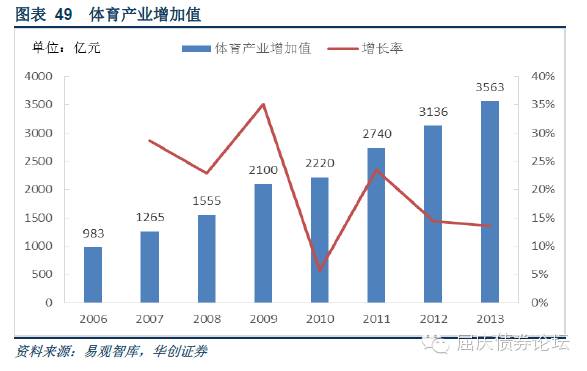 图表 49 体育产业增加值
单位：亿元
体育产业增加值 增长率
4000 40%
3500 35%
3000 30%
2500 25%
2000 20%
1500 15%
1000 10%
500 5%
0 0%
983 1265 1555 2100 2220 2740 3136 3563
2006 2007 2008 2009 2010 2011 2012 2013
资料来源：易观智库，华创证券
屈庆债券论坛